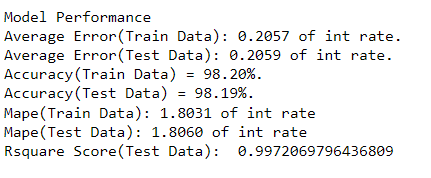 Model Performance
Average Error(Train Data): 0.2057 of int rate.
Average Error(Test Data): 0.2059 of int rate.
Accuracy(Train Data) = 98.20%.
Accuracy(Test Data) = 98.19%.
Mape(Train Data): 1.8031 of int rate
Mape(Test Data): 1.8060 of int rate
Rsquare Score(Test Data):  0.9972069796436809